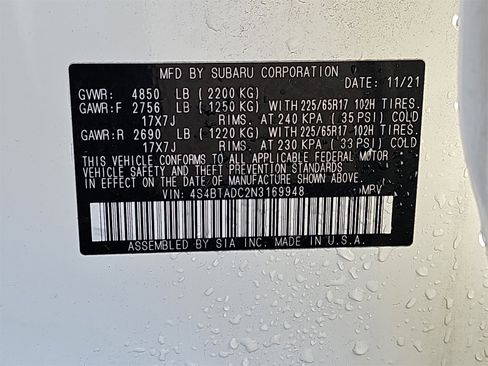 MFD BY SUBARU CORPORATION
DATE: 11/21
GVWR: 4850 LB ( 2200 KG)
GAWR:F 2756 LB ( 1250 KG) WITH 225/65R17 102H TIRES.
17X7J RIMS. AT 240 KPA ( 35 PSI) COLD
GAWR:R 2690 LB ( 1220 KG) WITH 225/65R17 102H TIRES.
17X7J RIMS. AT 230 KPA ( 33 PSI) COLD
THIS VEHICLE CONFORMS TO ALL APPLICABLE FEDERAL MOTOR
VEHICLE SAFETY AND THEFT PREVENTION STANDARDS
IN EFFECT ON THE DATE OF MANUFACTURE SHOWN ABOVE.
VIN: 4S4BTADC2N3169948 MPV
ASSEMBLED BY SIA INC. MADE IN U.S.A.